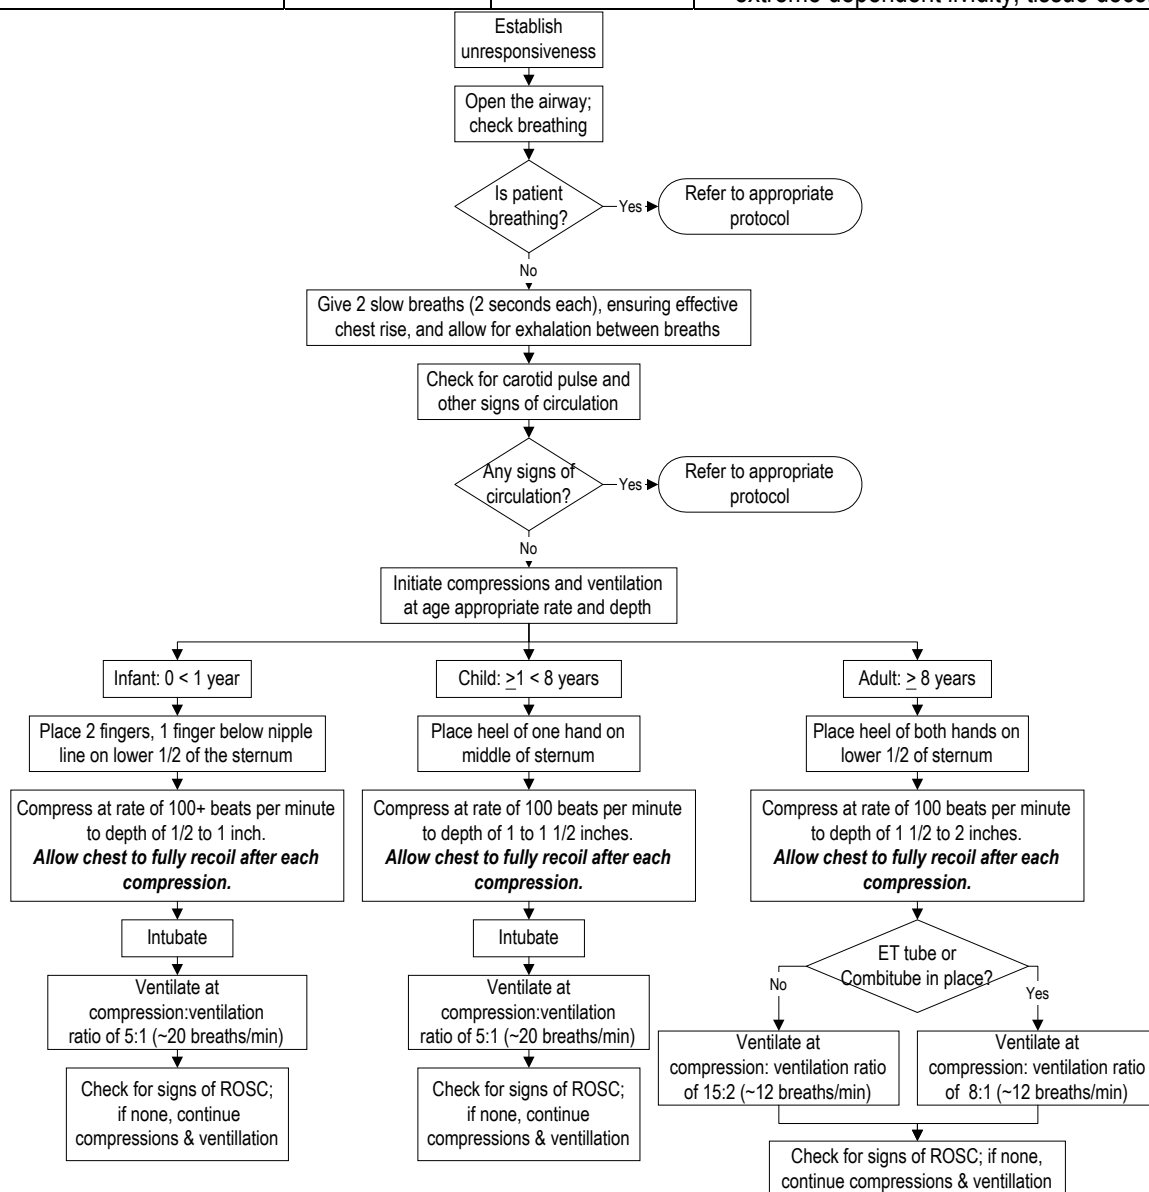 extreme dependent lividity, tissue
Establish
unresponsiveness
Open the airway;
check breathing
Is patient
breathing?
Yes
Refer to appropriate
protocol
No
Give 2 slow breaths (2 seconds each), ensuring effective
chest rise, and allow for exhalation between breaths
Check for carotid pulse and
other signs of circulation
Any signs of
circulation?
Yes
Refer to appropriate
protocol
No
Initiate compressions and ventilation
at age appropriate rate and depth
Infant: 0 < 1 year
Place 2 fingers, 1 finger below nipple
line on lower 1/2 of the sternum
Compress at rate of 100+ beats per minute
to depth of 1/2 to 1 inch.
Allow chest to fully recoil after each
compression.
Intubate
Ventilate at
compression:ventilation
ratio of 5:1 (~20 breaths/min)
Check for signs of ROSC;
if none, continue
compressions & ventillation
Child: >1 < 8 years
Place heel of one hand on
middle of sternum
Compress at rate of 100 beats per minute
to depth of 1 to 1 1/2 inches.
Allow chest to fully recoil after each
compression.
Intubate
Ventilate at
compression:ventilation
ratio of 5:1 (~20 breaths/min)
Check for signs of ROSC;
if none, continue
compressions & ventillation
Adult: > 8 years
Place heel of both hands on
lower 1/2 of sternum
Compress at rate of 100 beats per minute
to depth of 1 1/2 to 2 inches.
Allow chest to fully recoil after each
compression.
ET tube or
Combitube in place?
No
Yes
Ventilate at
compression: ventilation ratio
of 15:2 (~12 breaths/min)
Ventilate at
compression: ventilation ratio
of 8:1 (~12 breaths/min)
Check for signs of ROSC; if none,
continue compressions & ventillation